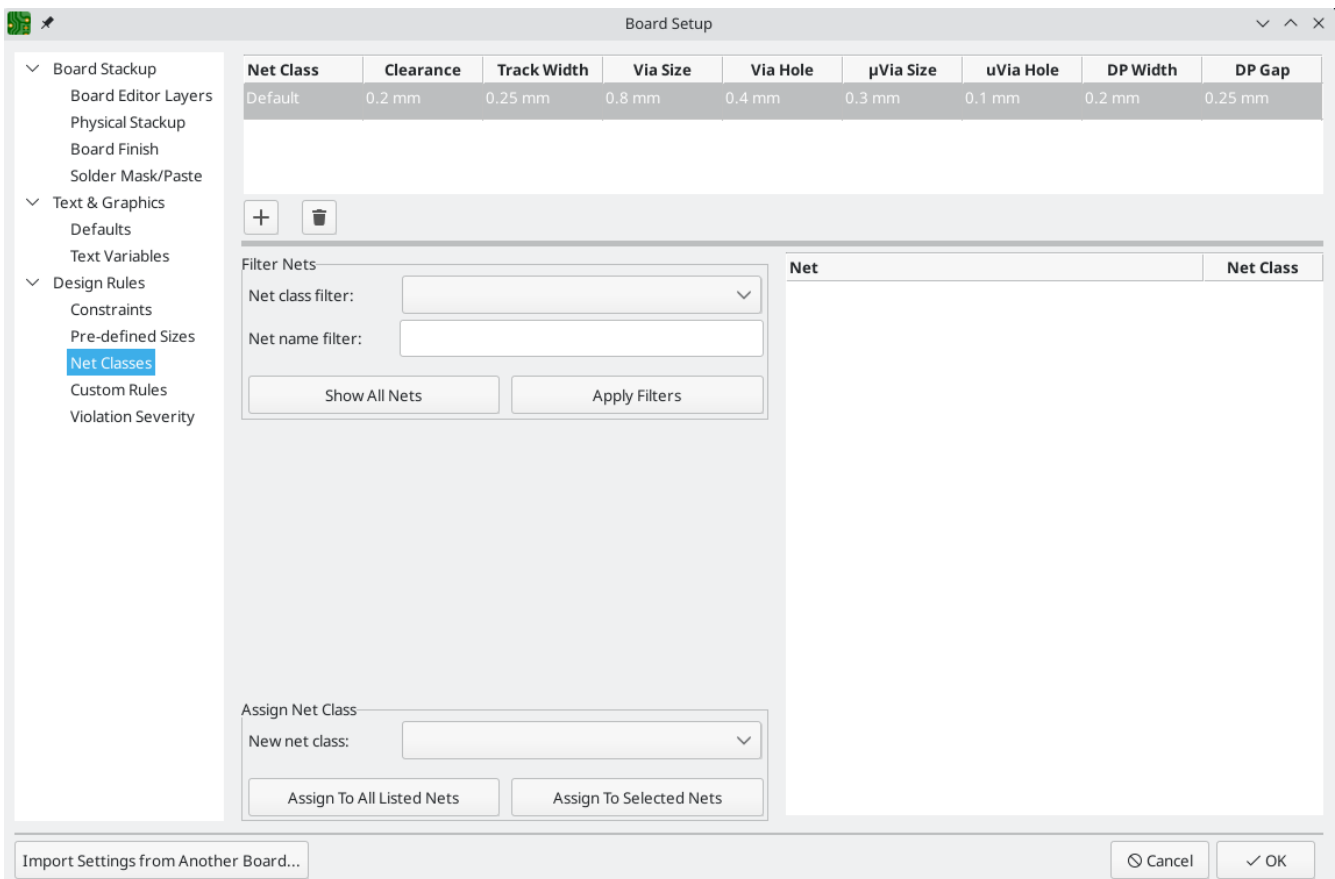 Board Setup
Board Stackup
Board Editor Layers
Physical Stackup
Board Finish
Solder Mask/Paste
Text & Graphics
Defaults
Text Variables
Design Rules
Constraints
Pre-defined Sizes
Net Classes
Custom Rules
Violation Severity
Net Class Clearance Track Width Via Size Via Hole µVia Size uVia Hole DP Width DP Gap
Default 0.2 mm 0.25 mm 0.8 mm 0.4 mm 0.3 mm 0.1 mm 0.2 mm 0.25 mm
Filter Nets
Net class filter:
Net name filter:
Show All Nets Apply Filters
Net Net Class
Assign Net Class
New net class:
Assign To All Listed Nets Assign To Selected Nets
Import Settings from Another Board... Cancel OK